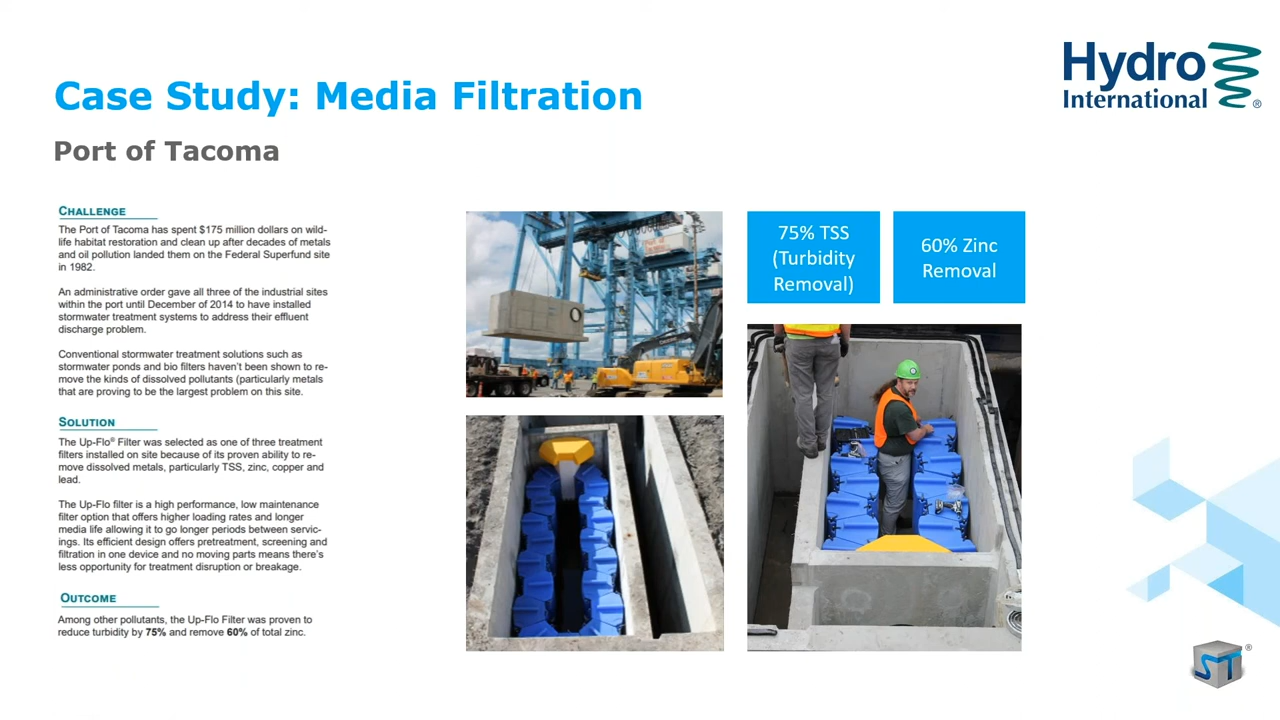 Case Study: Media Filtration
Hydro
International
®
Port of Tacoma
CHALLENGE
The Port of Tacoma has spent $175 million dollars on wild-
life habitat restoration and clean up after decades of metals
and oil pollution landed them on the Federal Superfund site
in 1982.
An administrative order gave all three of the industrial sites
within the port until December of 2014 to have installed
stormwater treatment systems to address their effluent
discharge problem.
Conventional stormwater treatment solutions such as
stormwater ponds and bio filters haven't been shown to re-
move the kinds of dissolved pollutants (particularly metals
that are proving to be the largest problem on this site.
SOLUTION
The Up-Flo® Filter was selected as one of three treatment
filters installed on site because of its proven ability to re-
move dissolved metals, particularly TSS, zinc, copper and
lead.
The Up-Flo filter is a high performance, low maintenance
filter option that offers higher loading rates and longer
media life allowing it to go longer periods between servic-
ings. Its efficient design offers pretreatment, screening and
filtration in one device and no moving parts means there's
less opportunity for treatment disruption or breakage.
OUTCOME
Among other pollutants, the Up-Flo Filter was proven to
reduce turbidity by 75% and remove 60% of total zinc.
75% TSS
(Turbidity
Removal)
60% Zinc
Removal
ST
®